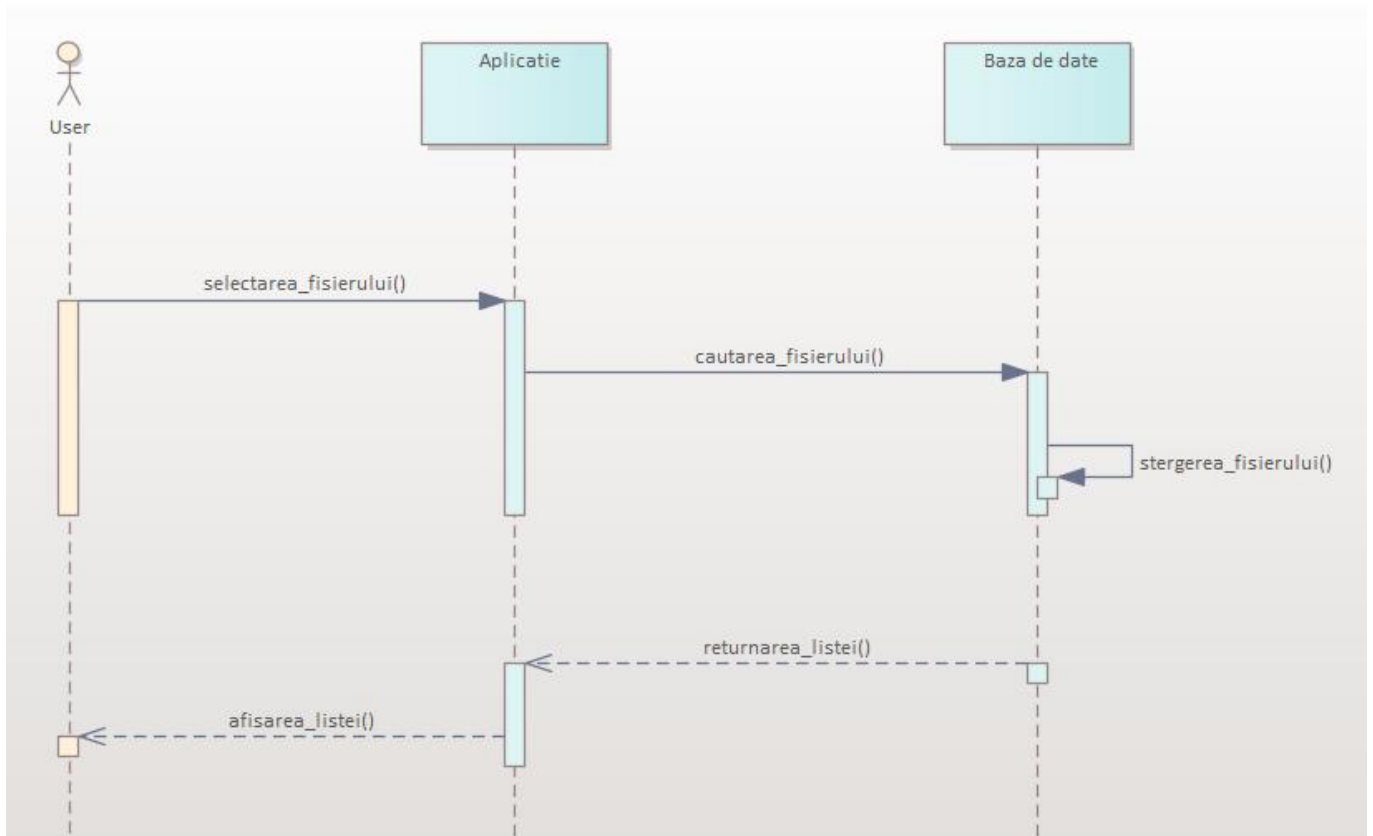 User
Aplicatie
Baza de date
selectarea_fisierului()
cautarea_fisierului()
stergerea_fisierului()
returnarea_listei()
afisarea_listei()